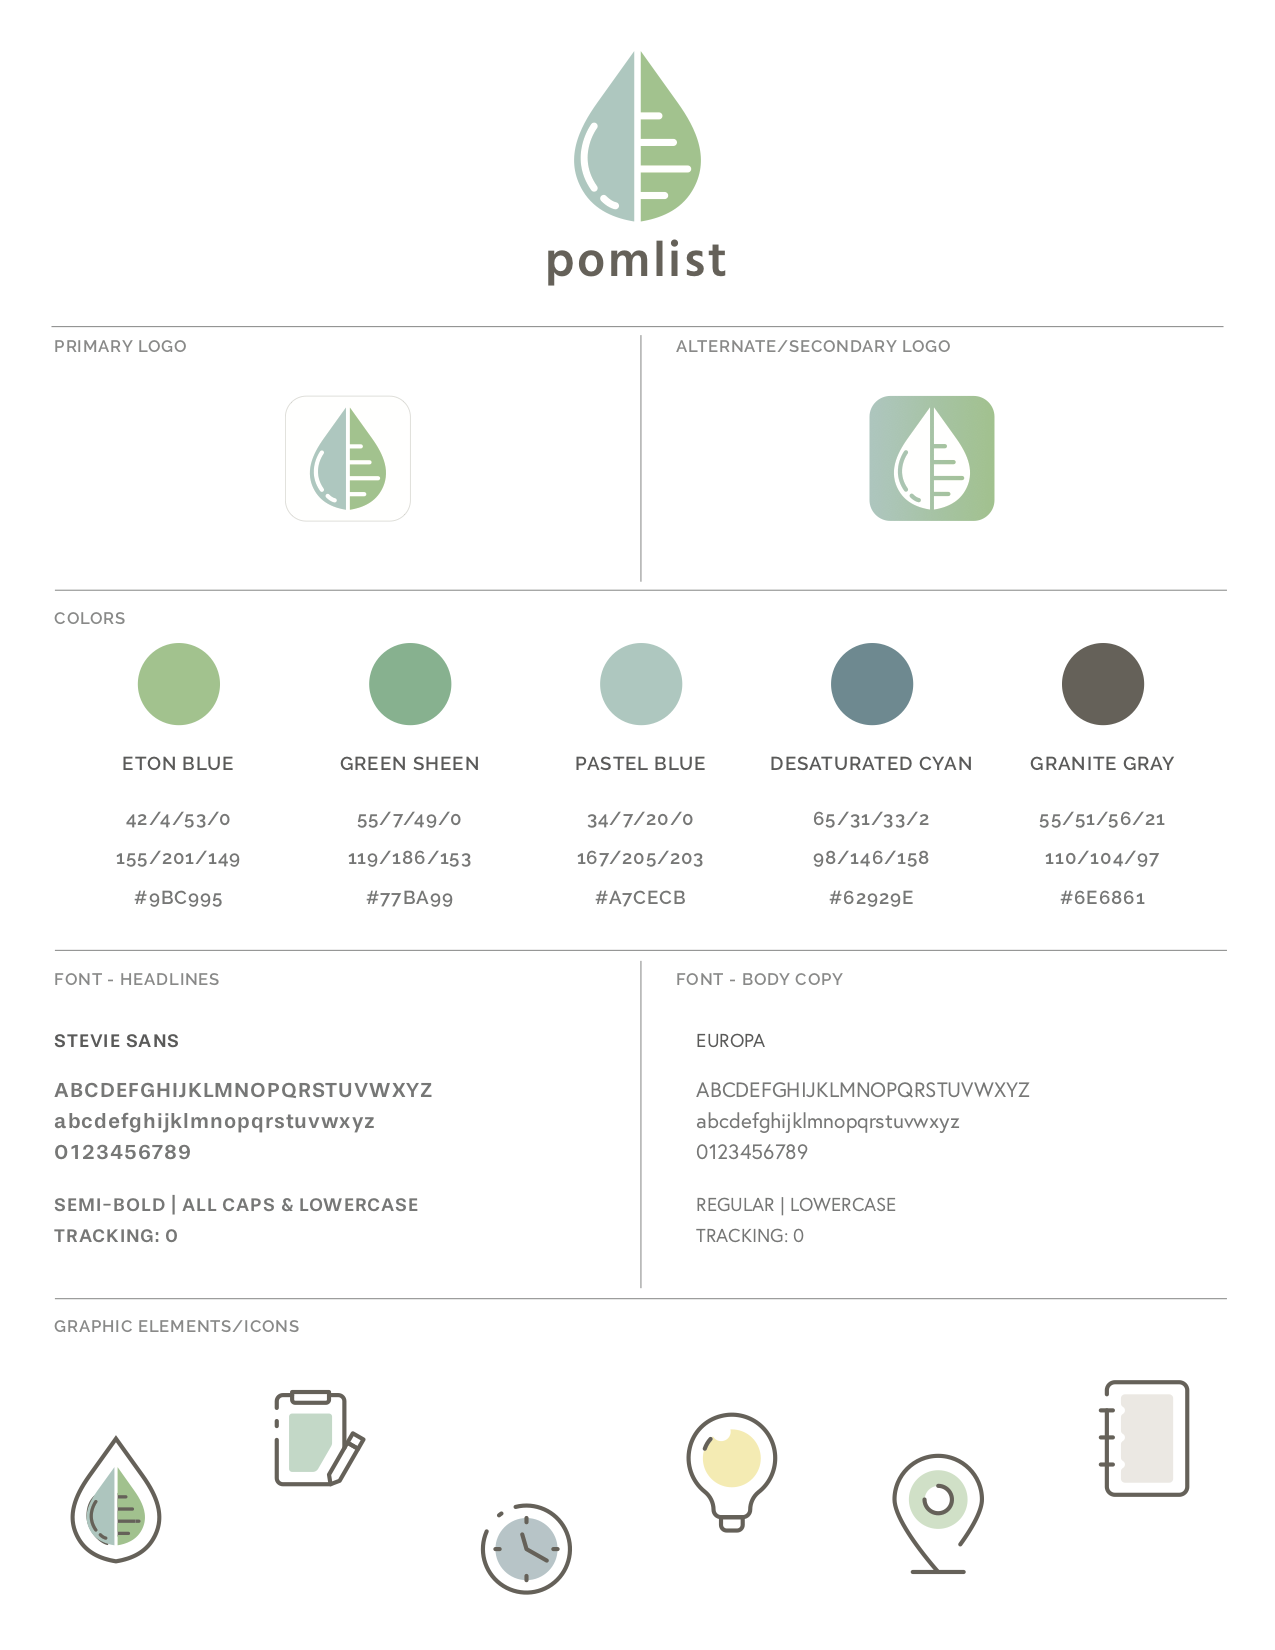 pomlist
PRIMARY LOGO
ALTERNATE/SECONDARY LOGO
COLORS
ETON BLUE
42/4/53/0
155/201/149
#9BC995
GREEN SHEEN
55/7/49/0
119/186/153
#77BA99
PASTEL BLUE
34/7/20/0
167/205/203
#A7CECB
DESATURATED CYAN
65/31/33/2
98/146/158
#62929E
GRANITE GRAY
55/51/56/21
110/104/97
#6E6861
FONT - HEADLINES
STEVIE SANS
ABCDEFGHIJKLMNOPQRSTUVWXYZ
abcdefghijklmnopqrstuvwxyz
0123456789
SEMI-BOLD | ALL CAPS & LOWERCASE
TRACKING: 0
FONT - BODY COPY
EUROPA
ABCDEFGHIJKLMNOPQRSTUVWXYZ
abcdefghijklmnopqrstuvwxyz
0123456789
REGULAR | LOWERCASE
TRACKING: 0
GRAPHIC ELEMENTS/ICONS